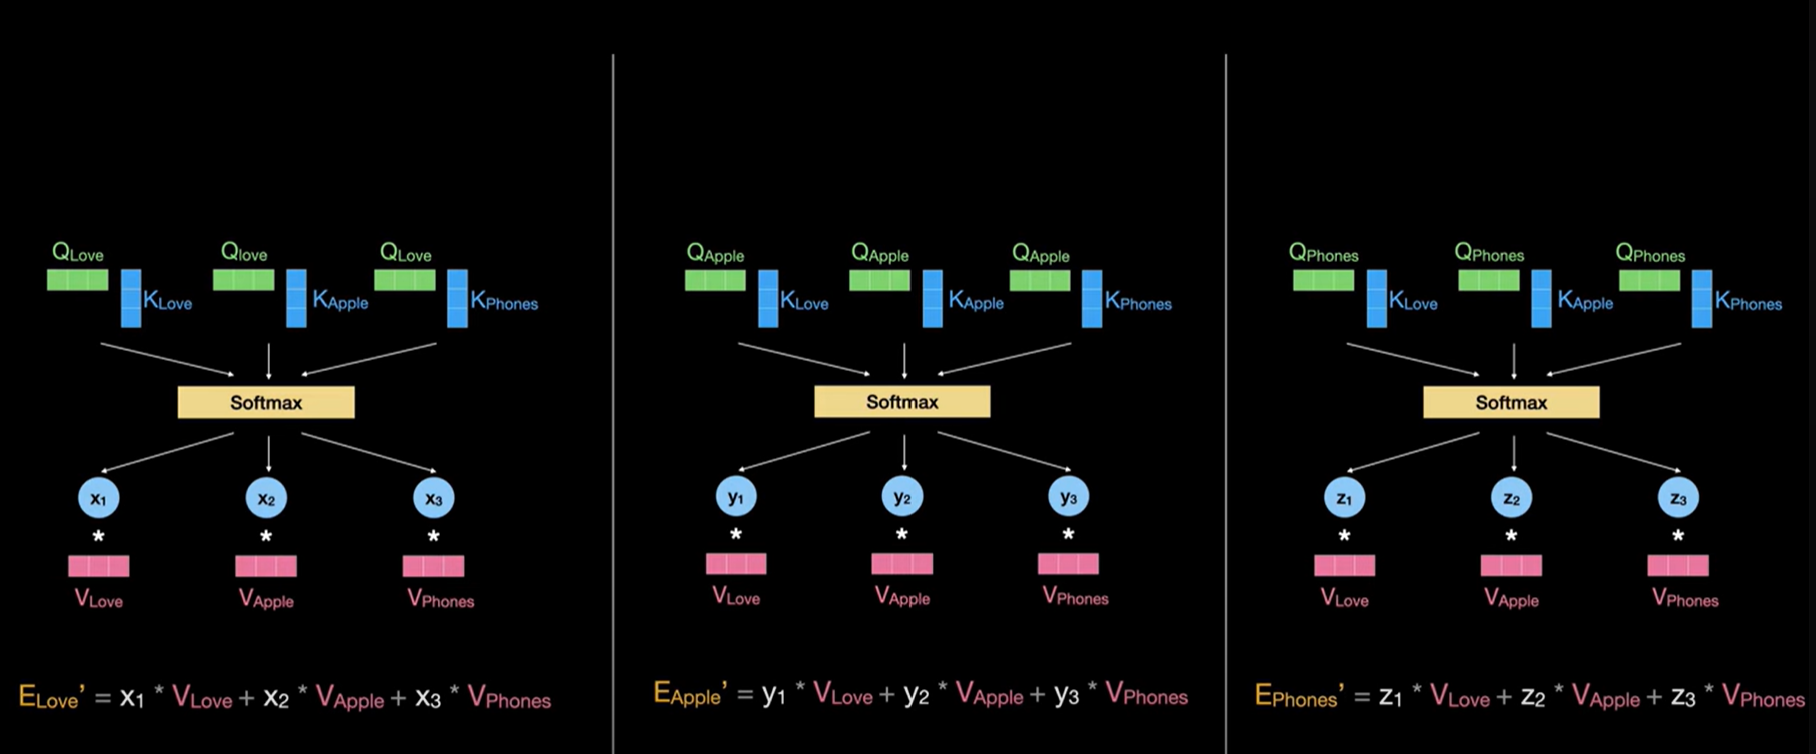 QLove KLove Qlove KApple QLove KPhones
Softmax
x1 x2 x3
* * *
VLove VApple VPhones
ELove’ = x1 * VLove + x2 * VApple + x3 * VPhones
QApple KLove QApple KApple QApple KPhones
Softmax
y1 y2 y3
* * *
VLove VApple VPhones
EApple’ = y1 * VLove + y2 * VApple + y3 * VPhones
QPhones KLove QPhones KApple QPhones KPhones
Softmax
z1 z2 z3
* * *
VLove VApple VPhones
EPhones’ = z1 * VLove + z2 * VApple + z3 * VPhones